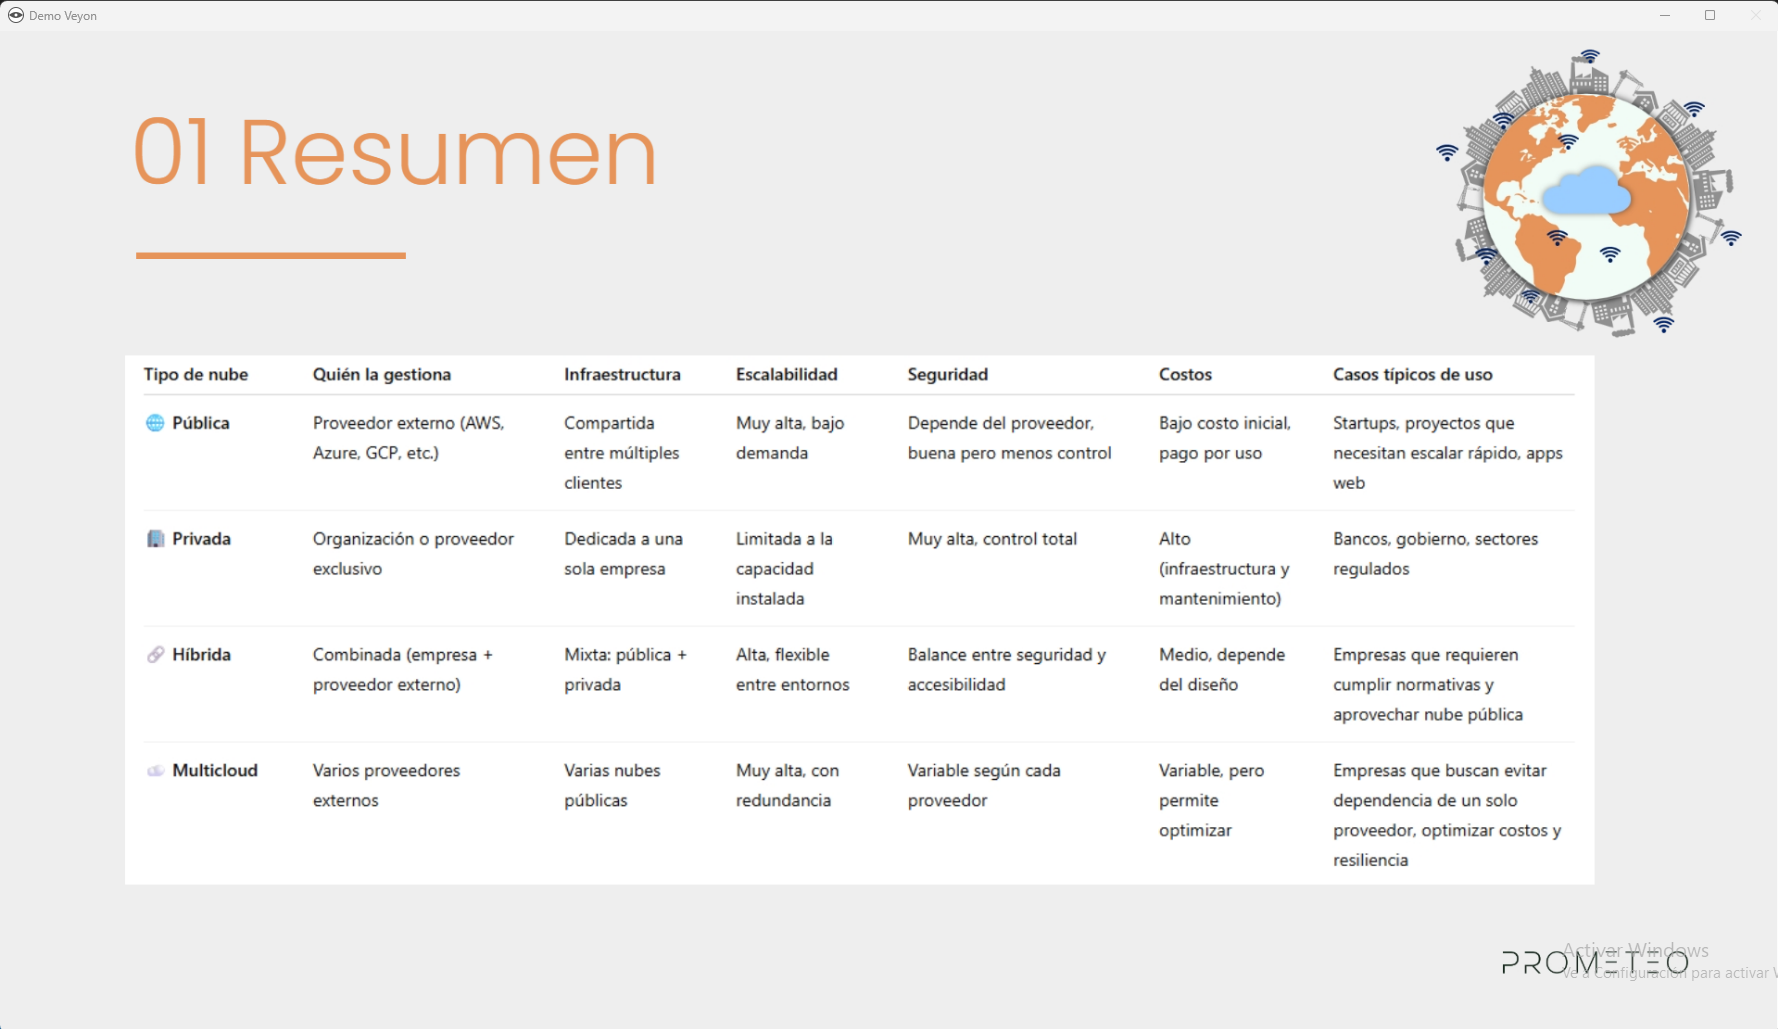 Demo Veyon
01 Resumen
Tipo de nube
Quién la gestiona
Infraestructura
Escalabilidad
Seguridad
Costos
Casos típicos de uso
Pública
Proveedor externo (AWS,
Azure, GCP, etc.)
Compartida
entre múltiples
clientes
Muy alta, bajo
demanda
Depende del proveedor,
buena pero menos control
Bajo costo inicial,
pago por uso
Startups, proyectos que
necesitan escalar rápido, apps
web
Privada
Organización o proveedor
exclusivo
Dedicada a una
sola empresa
Limitada a la
capacidad
instalada
Muy alta, control total
Alto
(infraestructura y
mantenimiento)
Bancos, gobierno, sectores
regulados
Híbrida
Combinada (empresa +
proveedor externo)
Mixta: pública +
privada
Alta, flexible
entre entornos
Balance entre seguridad y
accesibilidad
Medio, depende
del diseño
Empresas que requieren
cumplir normativas y
aprovechar nube pública
Multicloud
Varios proveedores
externos
Varias nubes
públicas
Muy alta, con
redundancia
Variable según cada
proveedor
Variable, pero
permite
optimizar
Empresas que buscan evitar
dependencia de un solo
proveedor, optimizar costos y
resiliencia
Activar Windows
PROMETEO
Ve a Configuración para activar